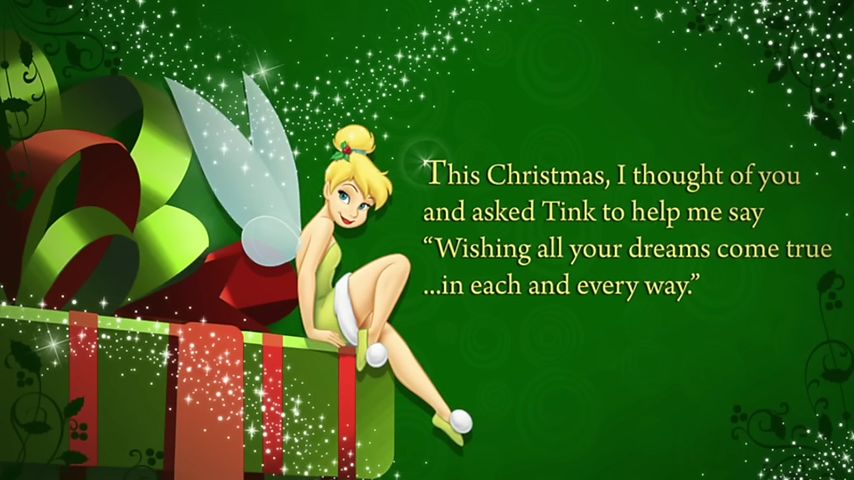 This Christmas, I thought of you
and asked Tink to help me say
“Wishing all your dreams come true
...in each and every way.”